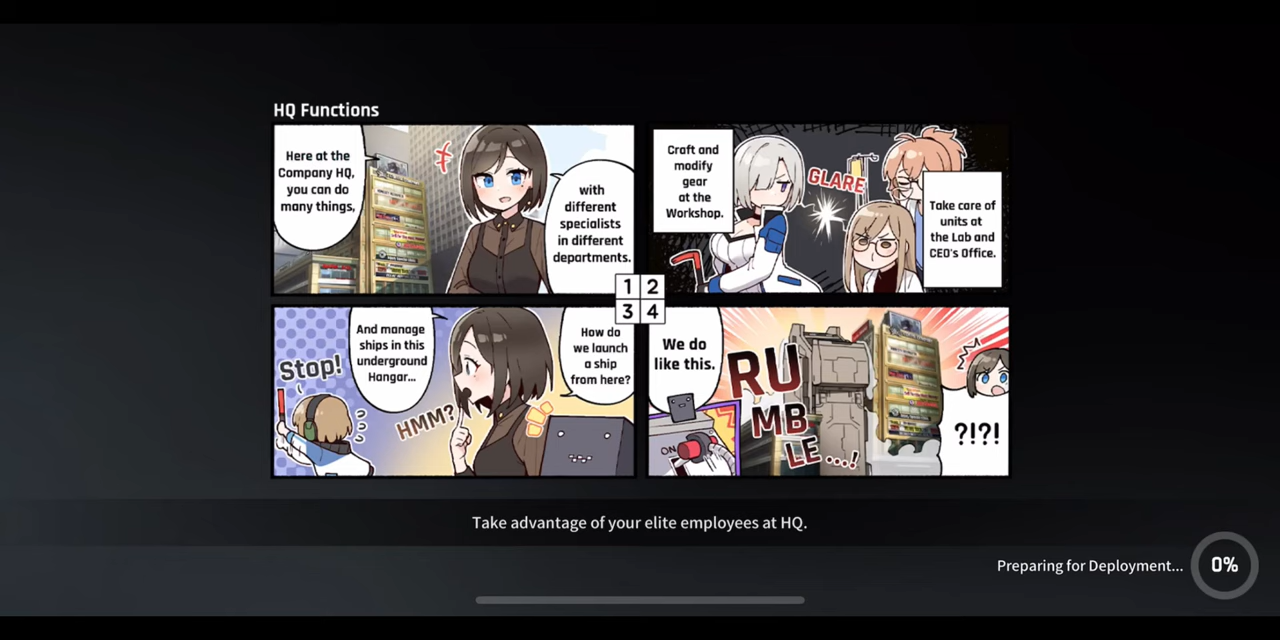 HQ Functions
Here at the
Company HQ,
you can do
many things,
with
different
specialists
in different
departments.
Craft and
modify
gear
at the
Workshop.
GLARE
Take care of
units at
the Lab and
CEO's Office.
1 2
3 4
And manage
ships in this
underground
Hangar...
Stop!
HMM?
How do
we launch
a ship
from here?
We do
like this.
ON
RU
MB
LE...!
?!?!
Take advantage of your elite employees at HQ.
Preparing for Deployment...
0%